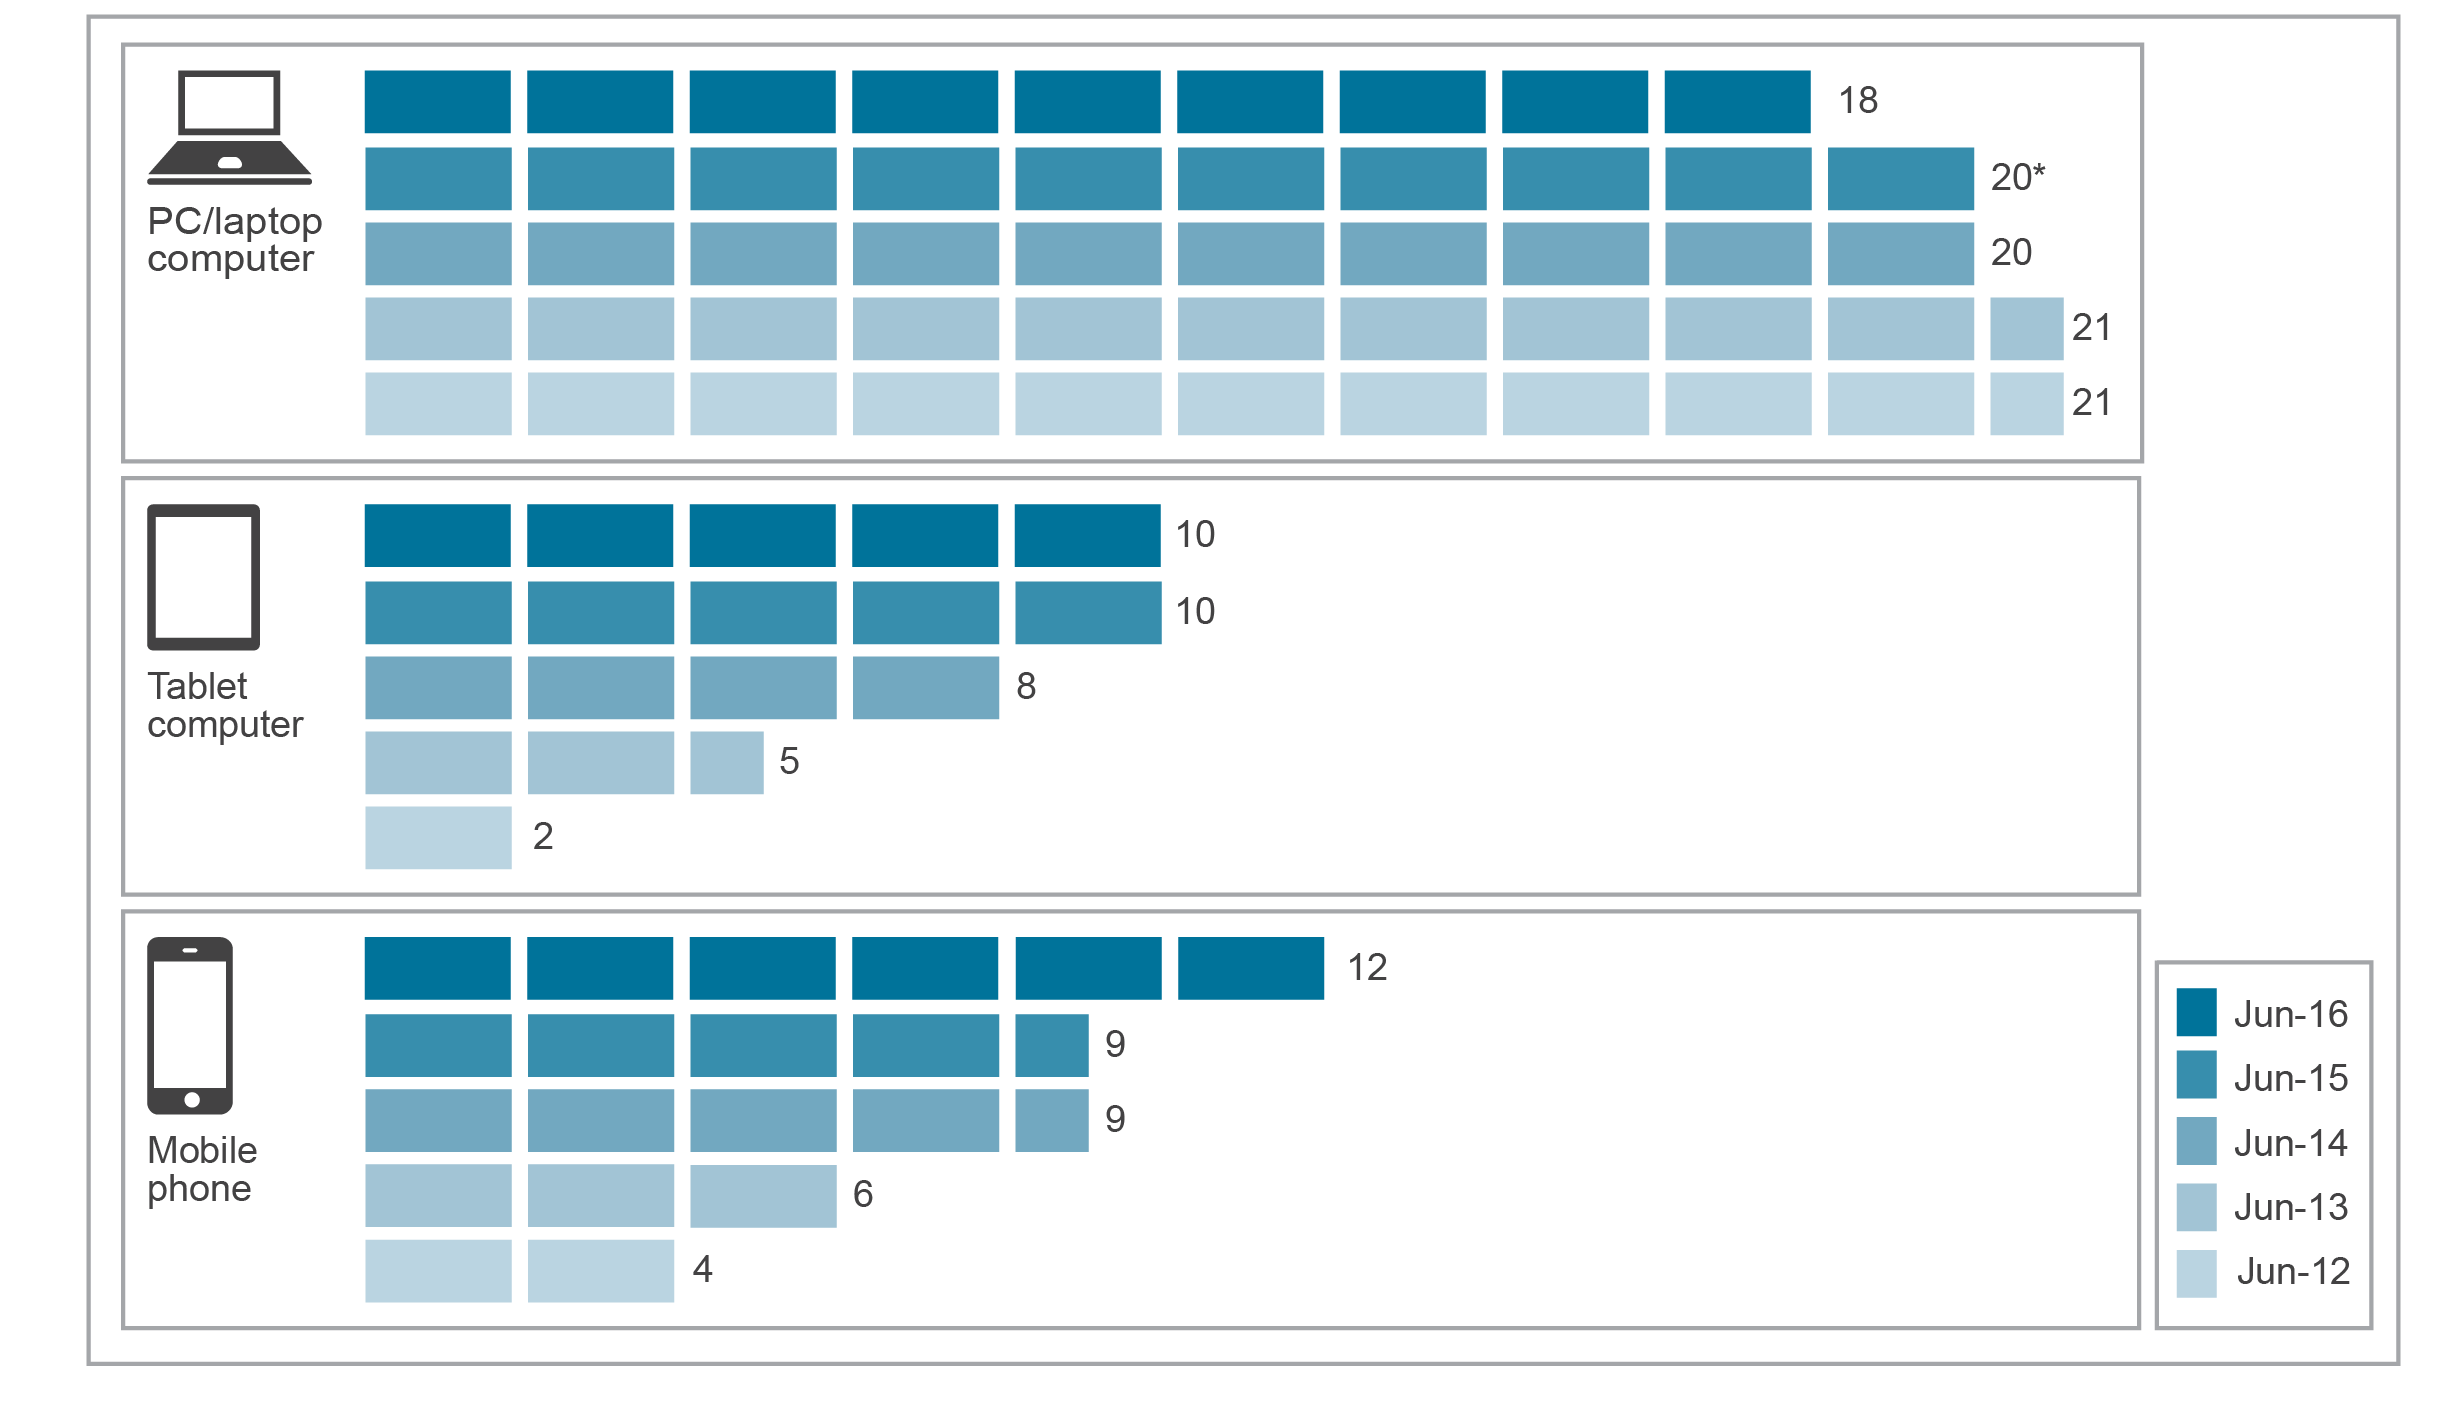 18
20*
20
21
21
PC/laptop
computer
10
10
8
5
2
Tablet
computer
12
9
9
6
4
Mobile
phone
Jun-16
Jun-15
Jun-14
Jun-13
Jun-12